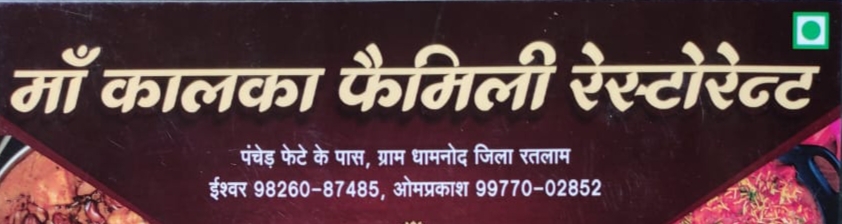 माँ कालका फैमिली रेस्टोरेन्ट
पंचेड़ फेटे के पास, ग्राम धामनोद जिला रतलाम
ईश्वर 98260-87485, ओमप्रकाश 99770-02852